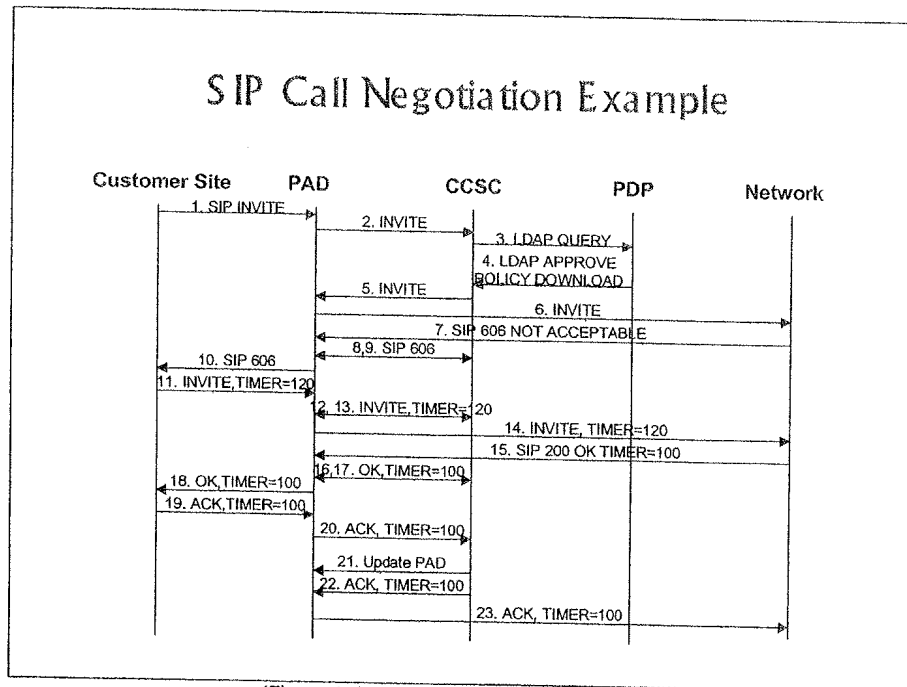 SIP Call Negotiation Example
Customer Site PAD CCSC PDP Network
1. SIP INVITE
2. INVITE
3. LDAP QUERY
4. LDAP APPROVE
POLICY DOWNLOAD
5. INVITE
6. INVITE
7. SIP 606 NOT ACCEPTABLE
8,9. SIP 606
10. SIP 606
11. INVITE,TIMER=120
12, 13. INVITE,TIMER=120
14. INVITE, TIMER=120
15. SIP 200 OK TIMER=100
16,17. OK,TIMER=100
18. OK,TIMER=100
19. ACK,TIMER=100
20. ACK, TIMER=100
21. Update PAD
22. ACK, TIMER=100
23. ACK, TIMER=100